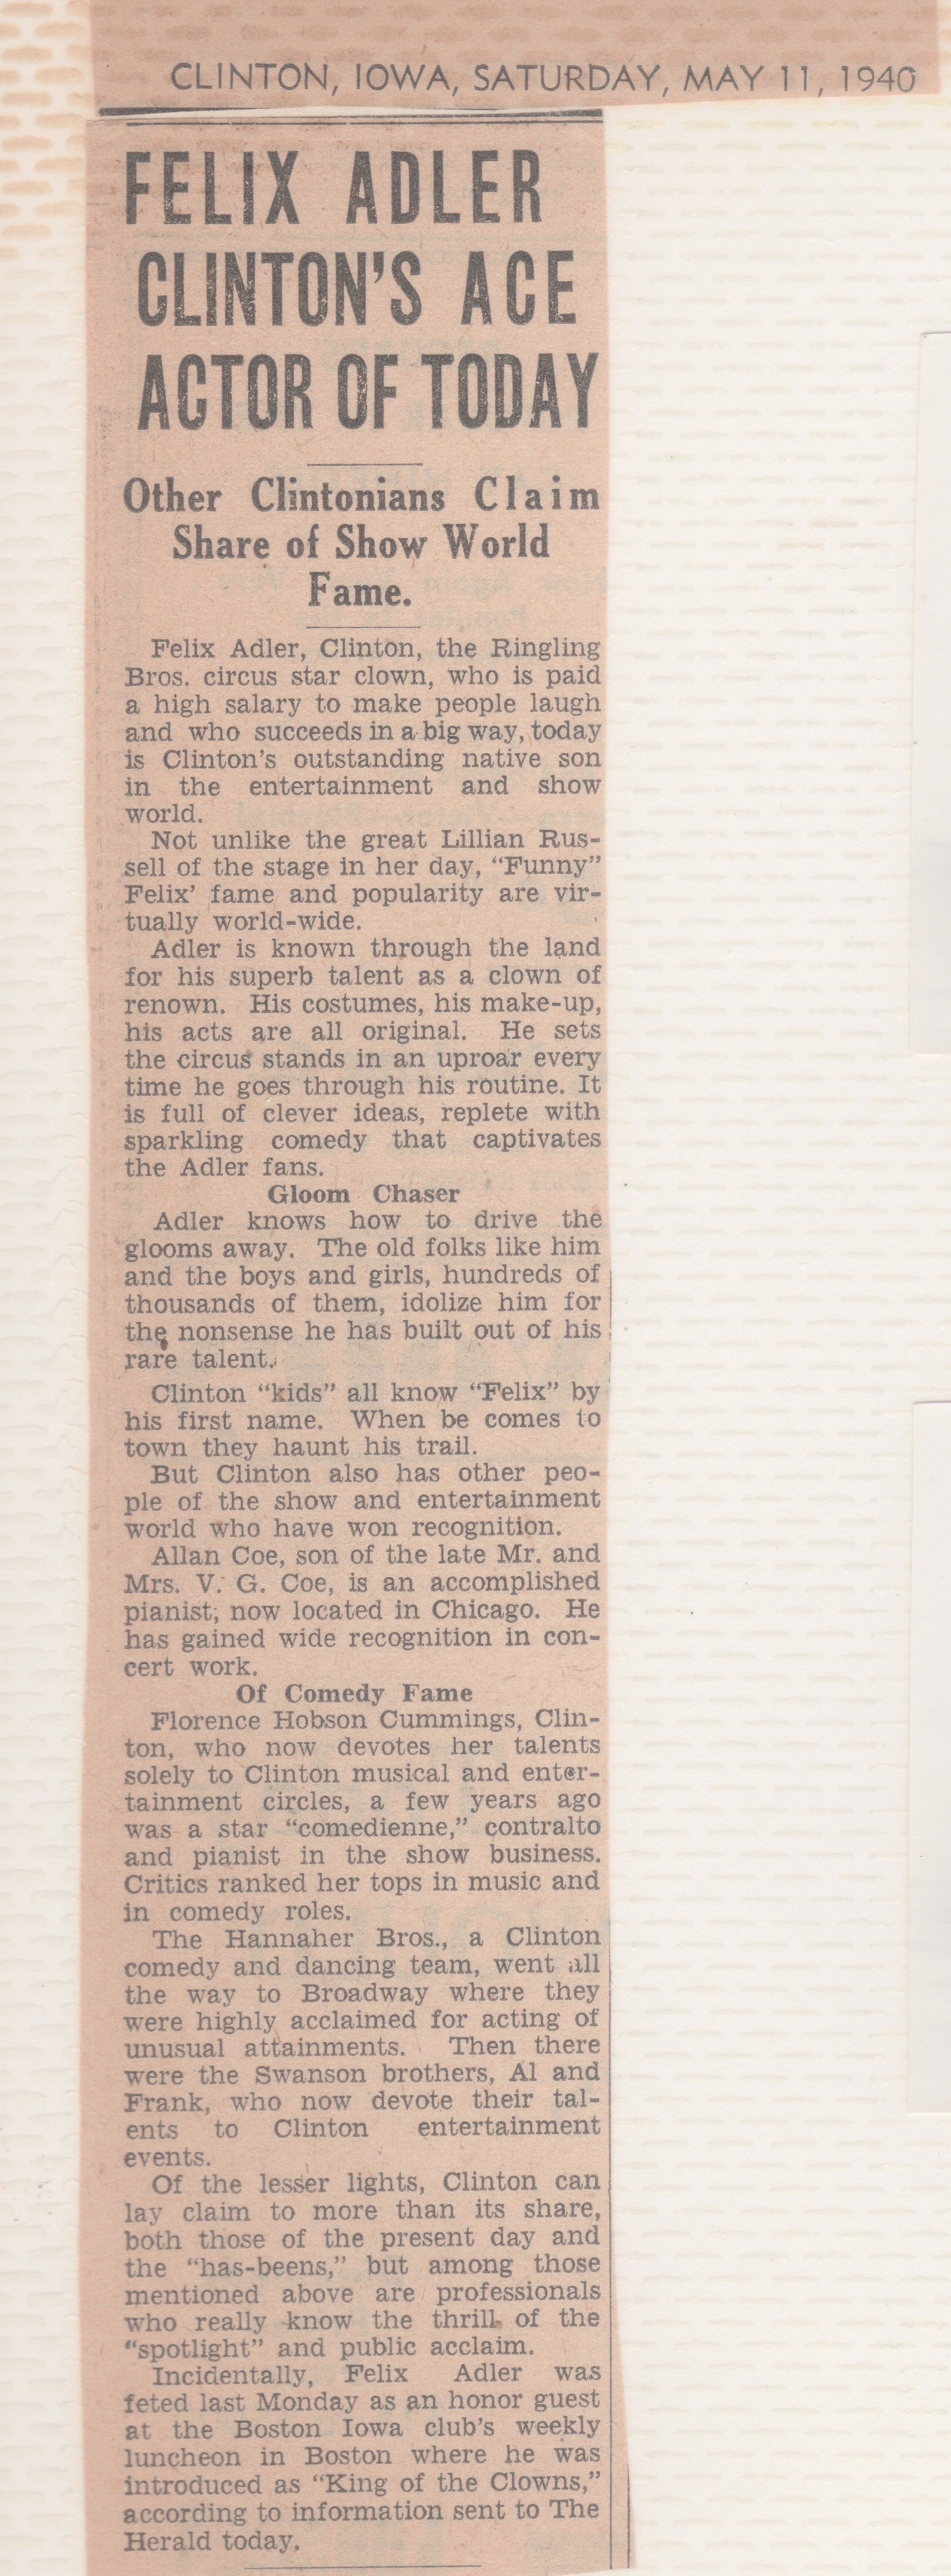 CLINTON, IOWA, SATURDAY, MAY 11, 1940
FELIX ADLER
CLINTON'S ACE
ACTOR OF TODAY
Other Clintonians Claim
Share of Show World
Fame.
Felix Adler, Clinton, the Ringling
Bros. circus star clown, who is paid
a high salary to make people laugh
and who succeeds in a big way, today
is Clinton's outstanding native son
in the entertainment and show
world.
Not unlike the great Lillian Rus-
sell of the stage in her day, "Funny"
Felix' fame and popularity are vir-
tually world-wide.
Adler is known through the land
for his superb talent as a clown of
renown. His costumes, his make-up,
his acts are all original. He sets
the circus stands in an uproar every
time he goes through his routine. It
is full of clever ideas, replete with
sparkling comedy that captivates
the Adler fans.
Gloom Chaser
Adler knows how to drive the
glooms away. The old folks like him
and the boys and girls, hundreds of
thousands of them, idolize him for
the nonsense he has built out of his
rare talent.
Clinton "kids" all know "Felix" by
his first name. When be comes to
town they haunt his trail.
But Clinton also has other peo-
ple of the show and entertainment
world who have won recognition.
Allan Coe, son of the late Mr. and
Mrs. V. G. Coe, is an accomplished
pianist, now located in Chicago. He
has gained wide recognition in con-
cert work.
Of Comedy Fame
Florence Hobson Cummings, Clin-
ton, who now devotes her talents
solely to Clinton musical and enter-
tainment circles, a few years ago
was a star "comedienne," contralto
and pianist in the show business.
Critics ranked her tops in music and
in comedy roles.
The Hannaher Bros., a Clinton
comedy and dancing team, went all
the way to Broadway where they
were highly acclaimed for acting of
unusual attainments. Then there
were the Swanson brothers, Al and
Frank, who now devote their tal-
ents to Clinton entertainment
events.
Of the lesser lights, Clinton can
lay claim to more than its share,
both those of the present day and
the "has-beens," but among those
mentioned above are professionals
who really know the thrill of the
"spotlight" and public acclaim.
Incidentally, Felix Adler was
feted last Monday as an honor guest
at the Boston Iowa club's weekly
luncheon in Boston where he was
introduced as "King of the Clowns,"
according to information sent to The
Herald today.